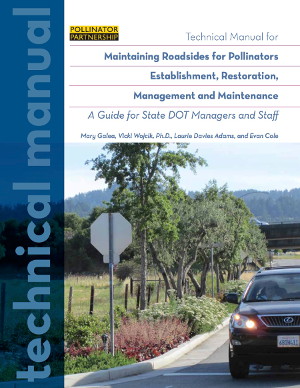 technical manual
POLLINATOR
PARTNERSHIP
Technical Manual for
Maintaining Roadsides for Pollinators
Establishment, Restoration,
Management and Maintenance
A Guide for State DOT Managers and Staff
Mary Galea, Vicki Wojcik, Ph.D., Laurie Davies Adams, and Evan Cole